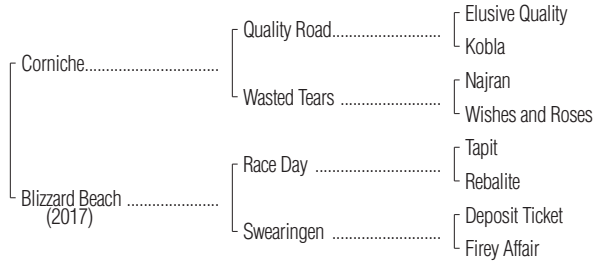 Elusive Quality
Quality Road
Kobla
Corniche
Najran
Wasted Tears
Wishes and Roses
Tapit
Race Day
Rebalite
Blizzard Beach
(2017)
Deposit Ticket
Swearingen
Firey Affair